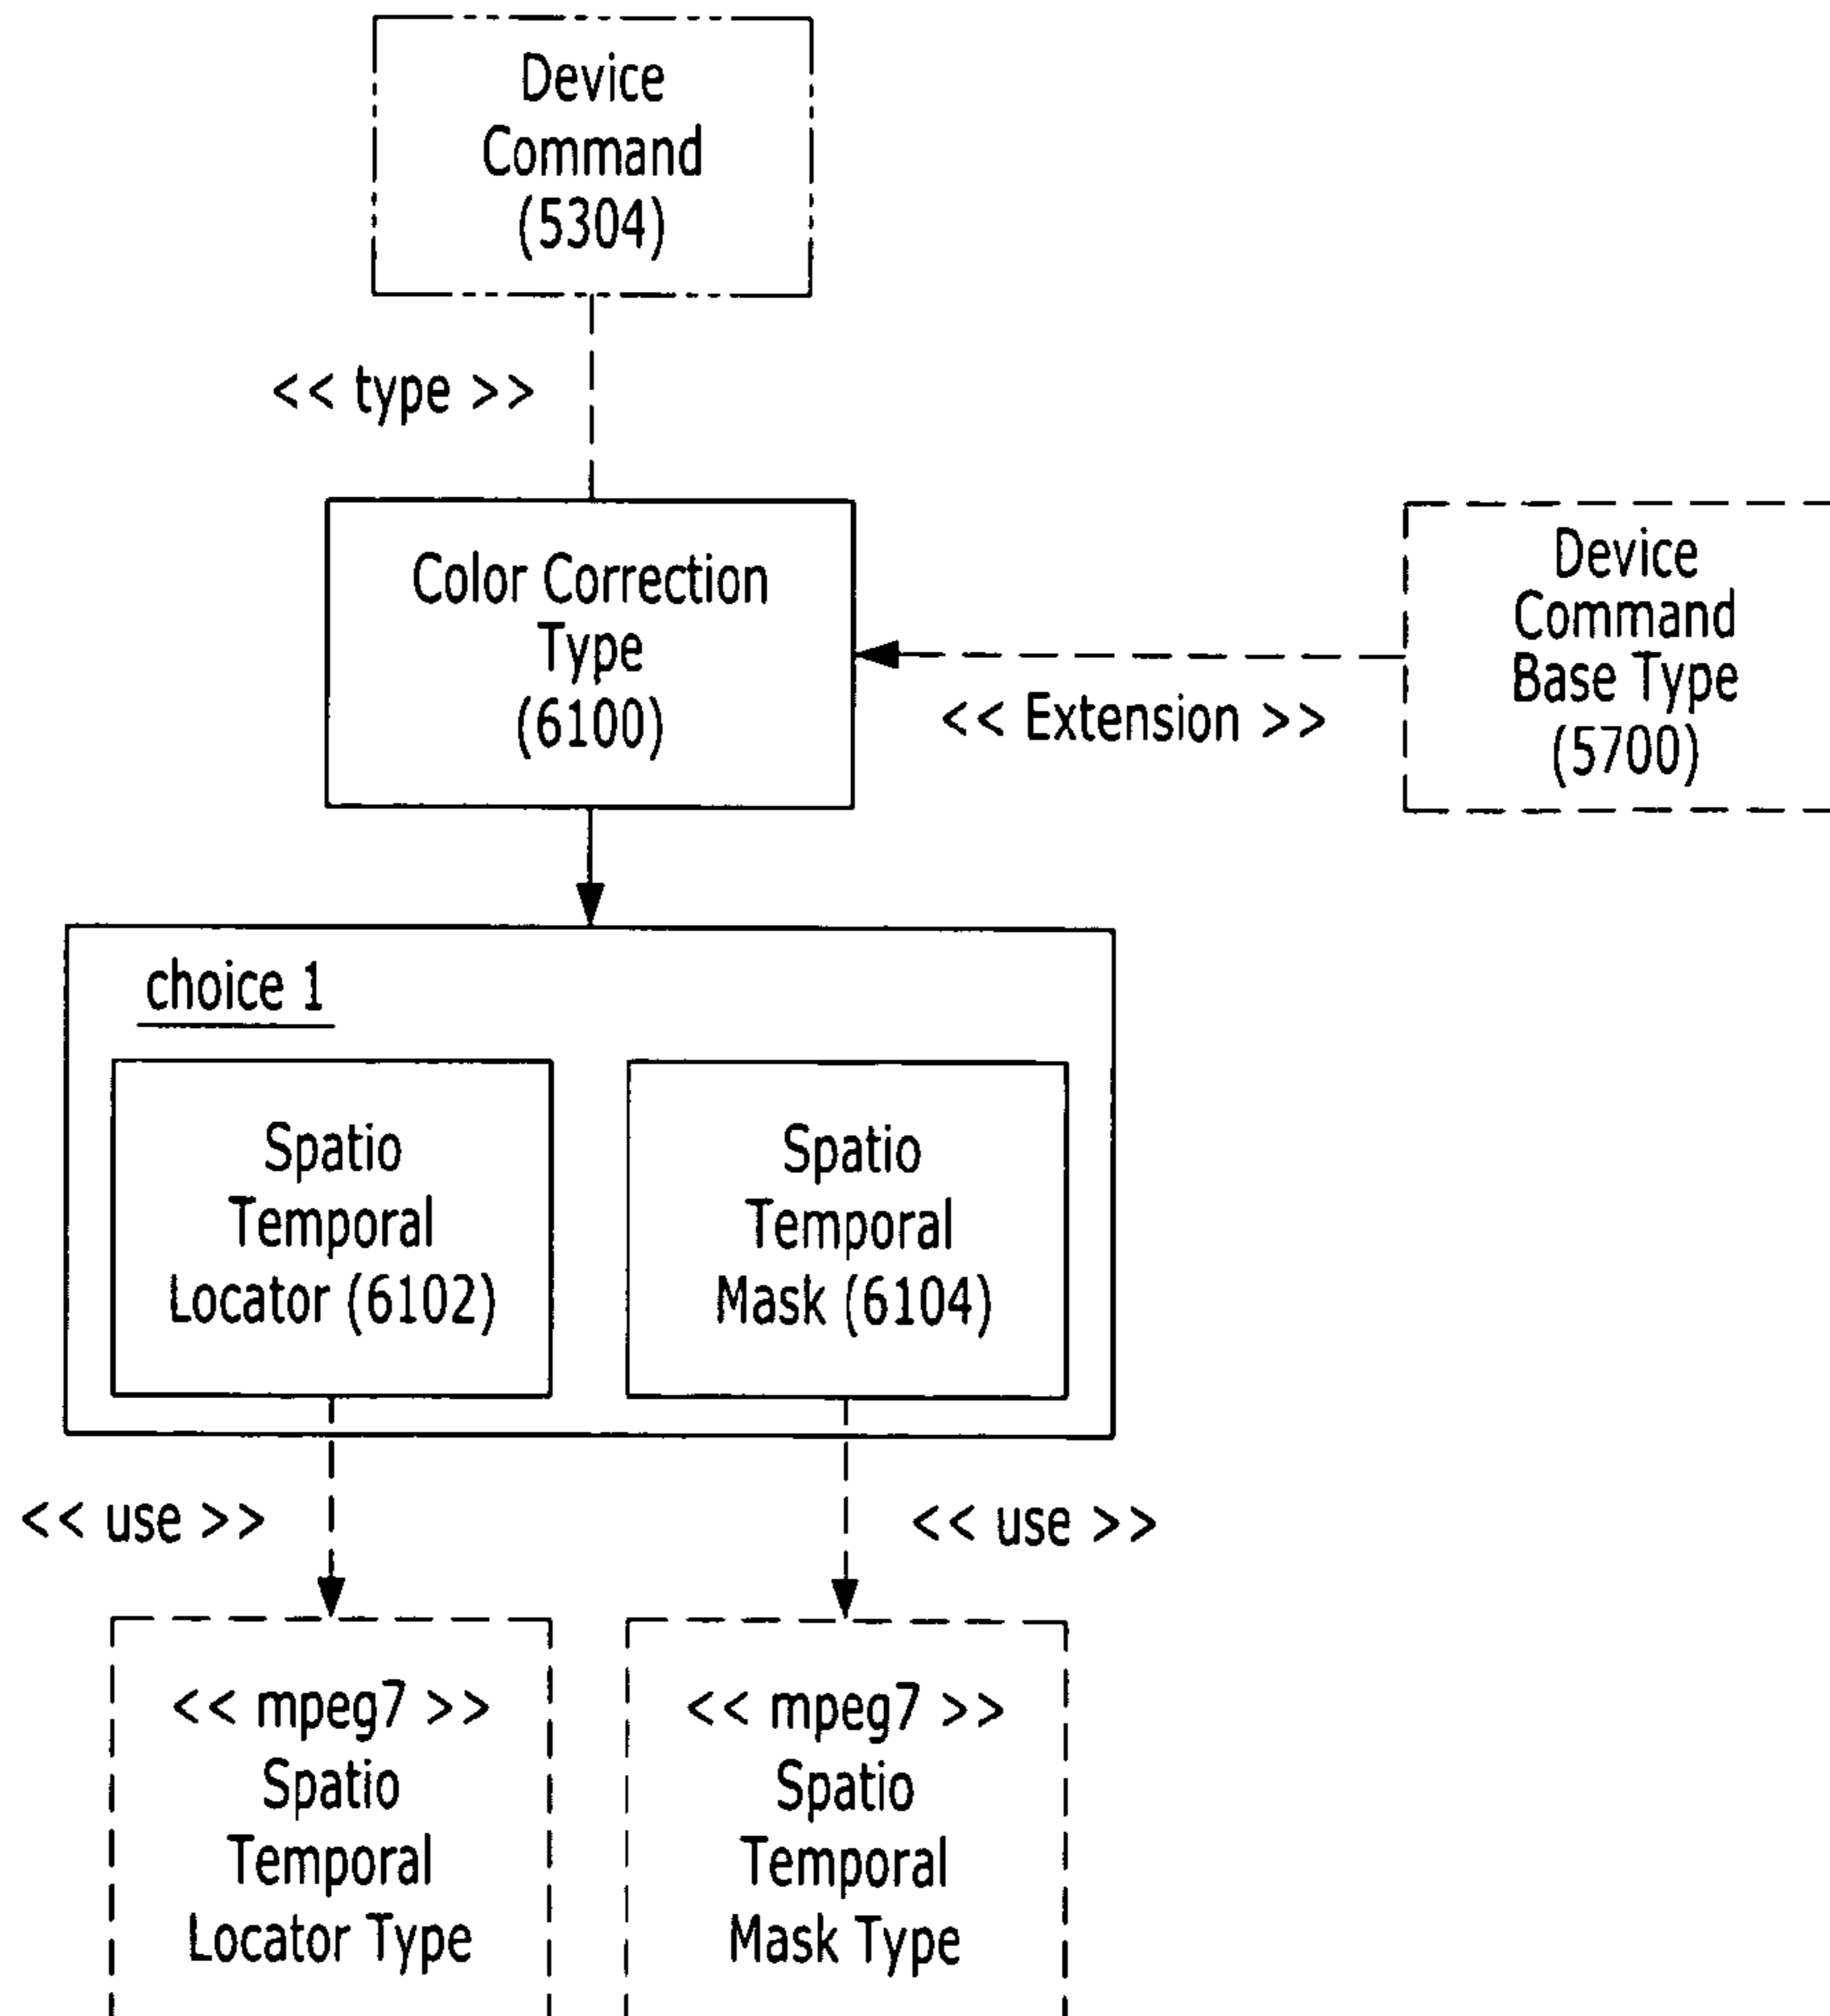 Device
Command
(5304)
<< type >>
Color Correction
Type
(6100)
<< Extension >>
Device
Command
Base Type
(5700)
choice 1
Spatio
Temporal
Locator (6102)
Spatio
Temporal
Mask (6104)
<< use >>
<< use >>
<< mpeg7 >>
Spatio
Temporal
Locator Type
<< mpeg7 >>
Spatio
Temporal
Mask Type